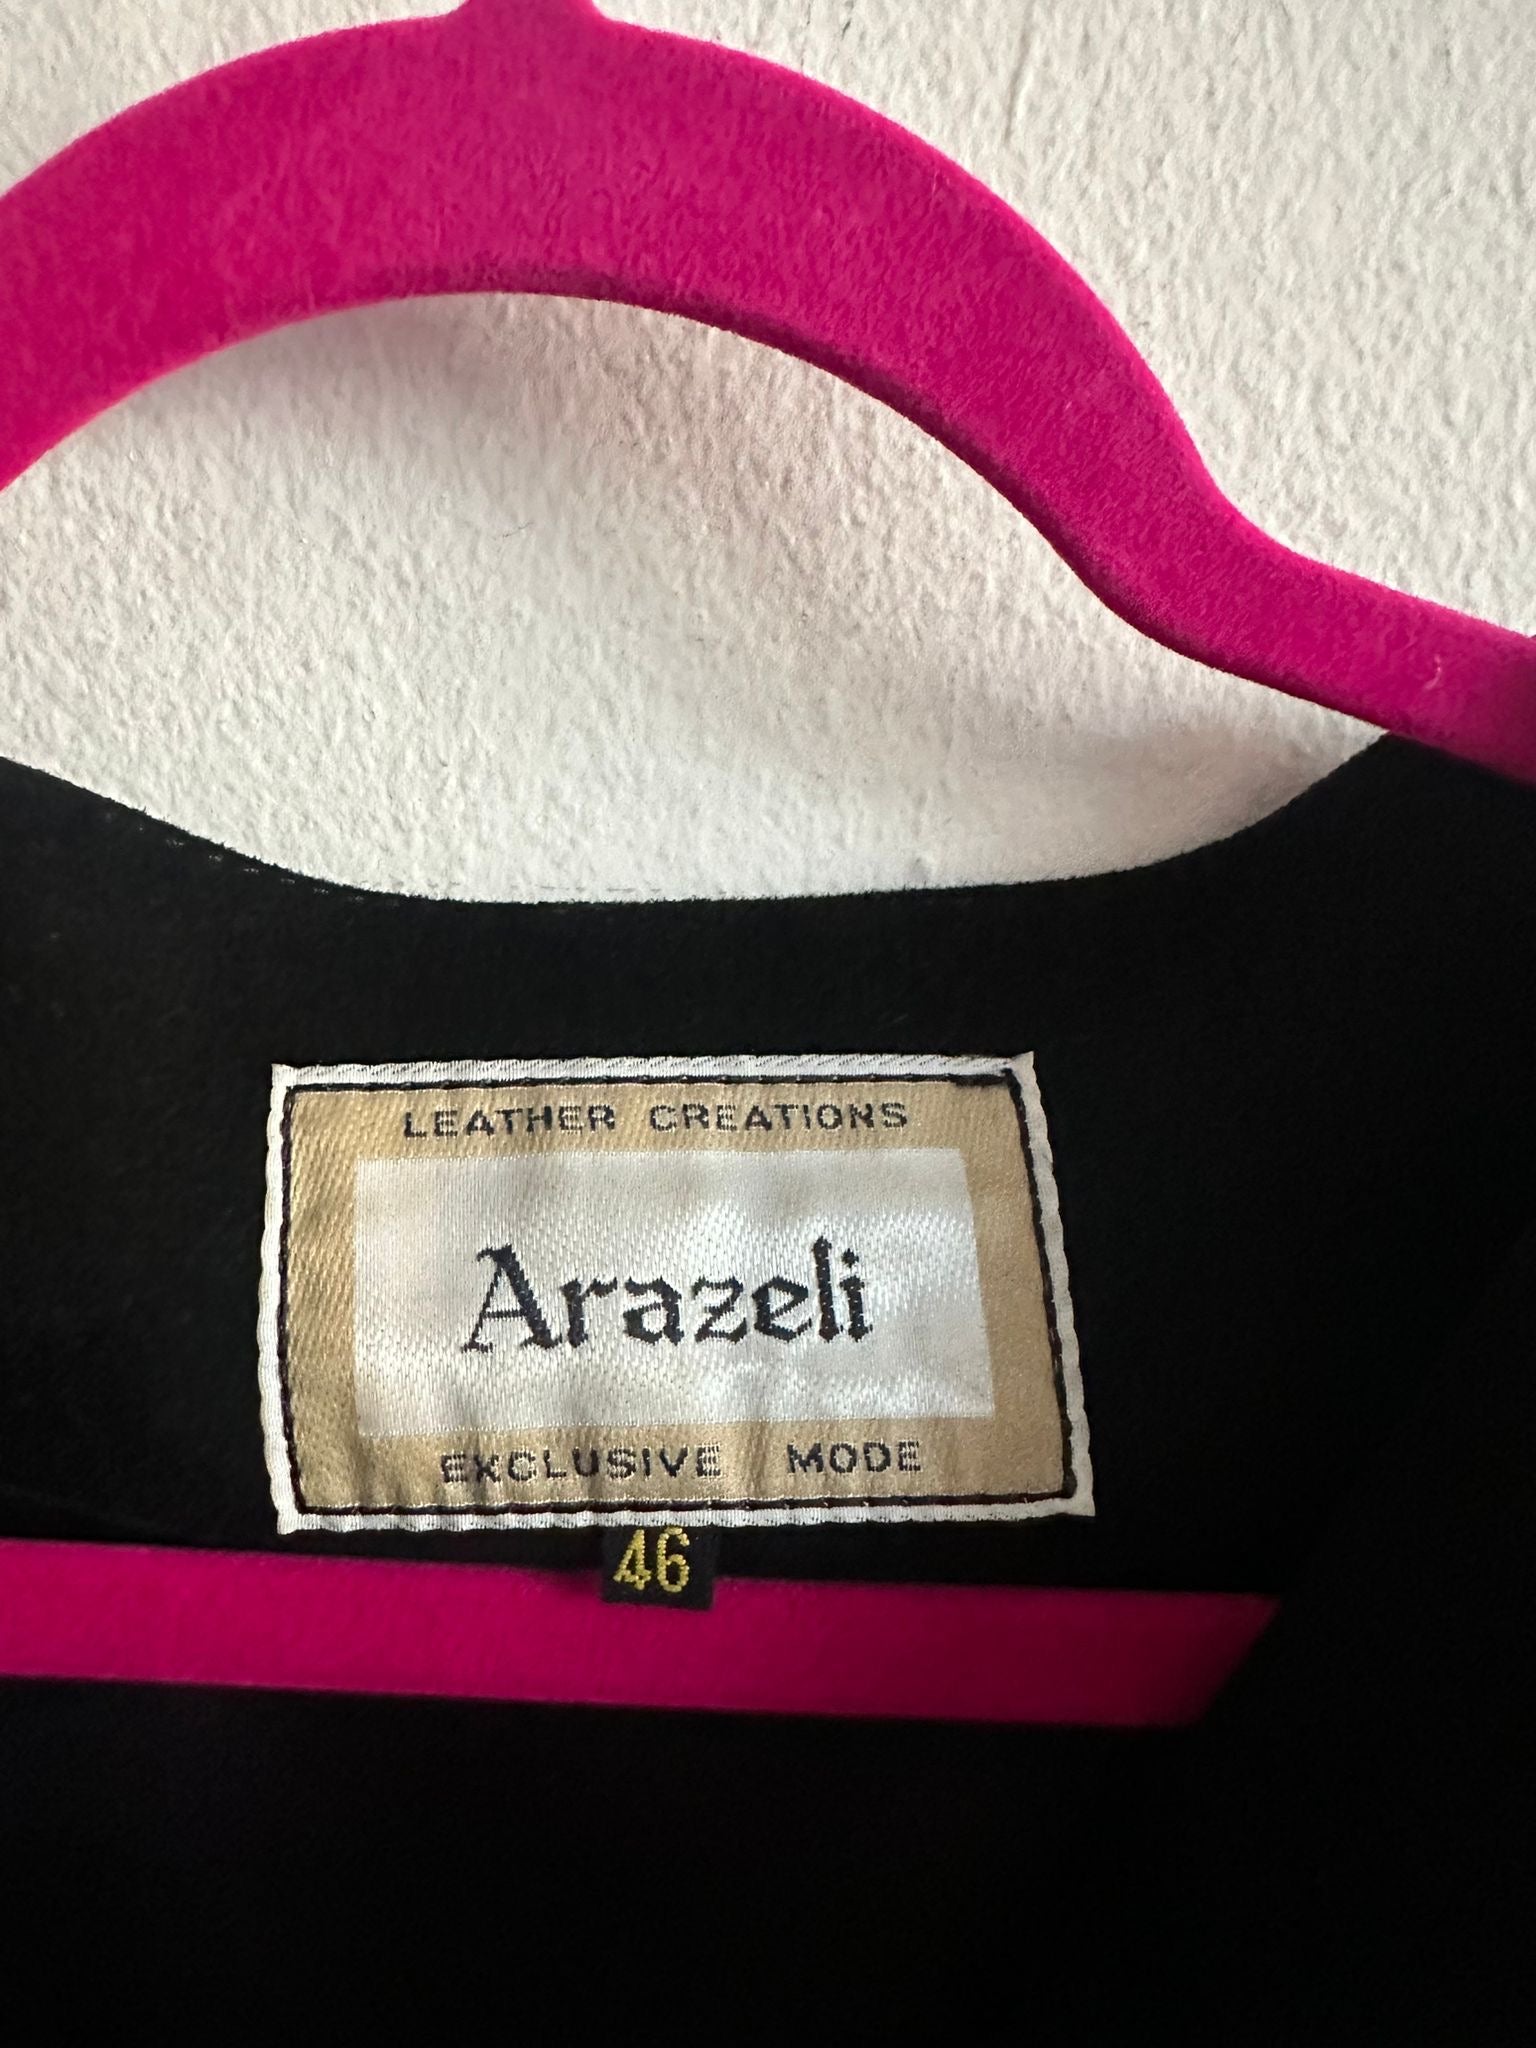 LEATHER CREATIONS
Arazeli
EXCLUSIVE MODE
46